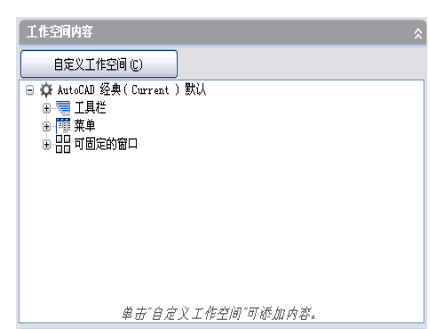 工作空间内容
自定义工作空间(C)
AutoCAD 经典(Current)默认
工具栏
菜单
可固定的窗口
单击"自定义工作空间"可添加内容。